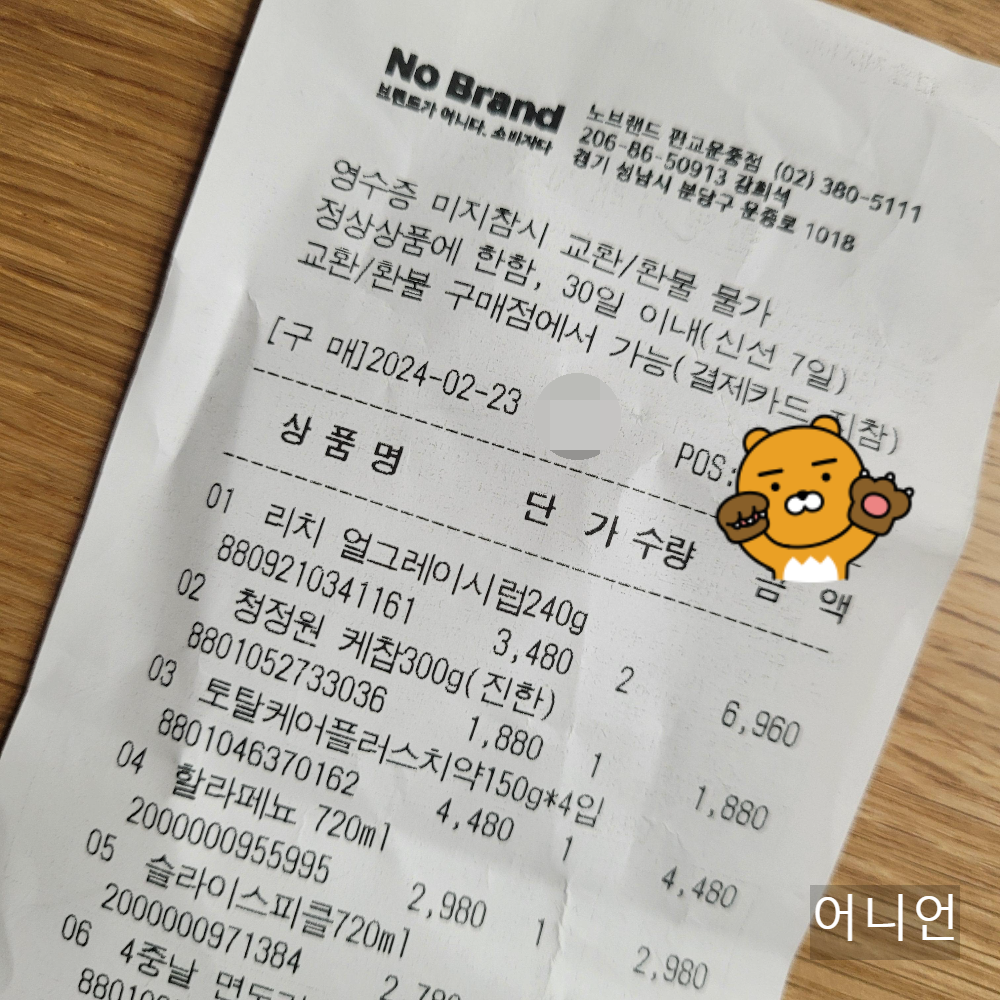 No Brand
브랜드가 아니다. 소비자다
노브랜드 판교운중점 (02) 380-5111
206-86-50913 강희석
경기 성남시 분당구 운중로 1018
영수증 미지참시 교환/환불 불가
정상상품에 한함, 30일 이내(신선 7일)
교환/환불 구매점에서 가능(결제카드 지참)
[구 매]2024-02-23 POS:
상 품 명 단 가 수량 금 액
01 리치 얼그레이시럽240g
8809210341161 3,480 2 6,960
02 청정원 케찹300g(진한)
8801052733036 1,880 1 1,880
03 토탈케어플러스치약150g*4입
8801046370162 4,480 1 4,480
04 할라페뇨 720ml
2000000955995 2,980 1 2,980
05 슬라이스피클720ml
2000000971384
06 4중날
어니언